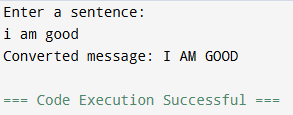 Enter a sentence:
i am good
Converted message: I AM GOOD
=== Code Execution Successful ===